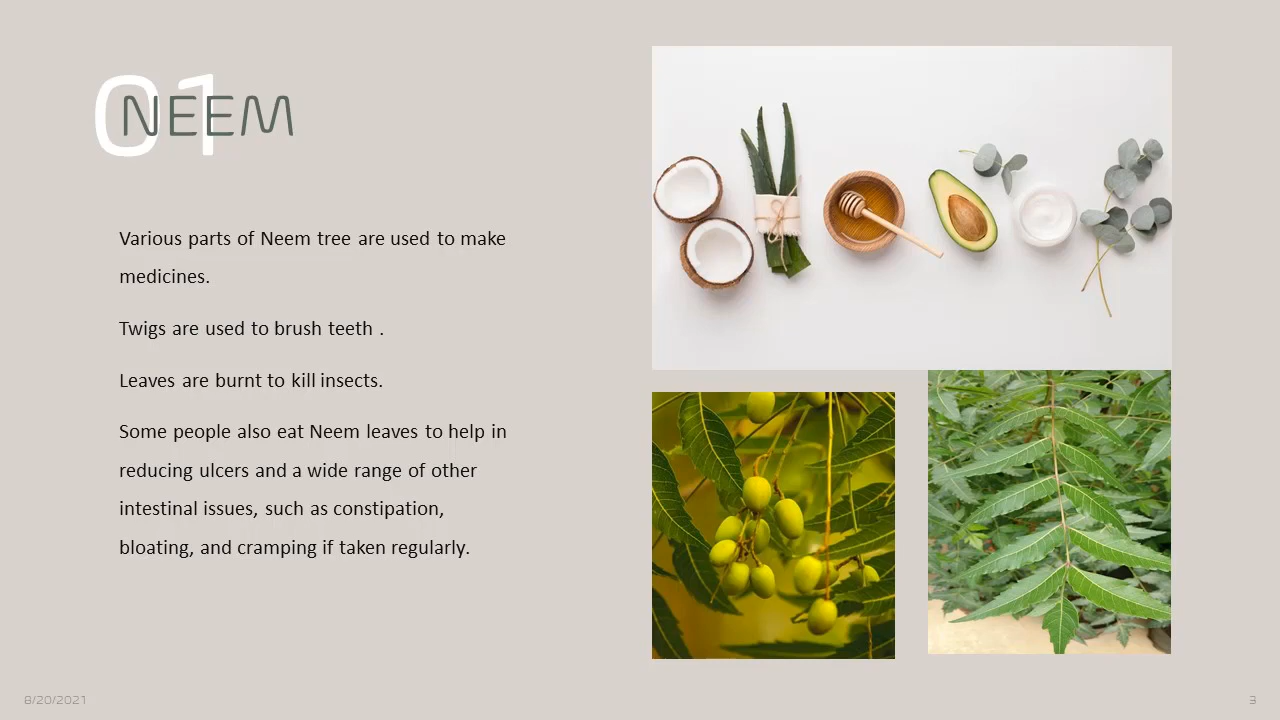 01
NEEM
Various parts of Neem tree are used to make
medicines.
Twigs are used to brush teeth .
Leaves are burnt to kill insects.
Some people also eat Neem leaves to help in
reducing ulcers and a wide range of other
intestinal issues, such as constipation,
bloating, and cramping if taken regularly.
8/20/2021
3